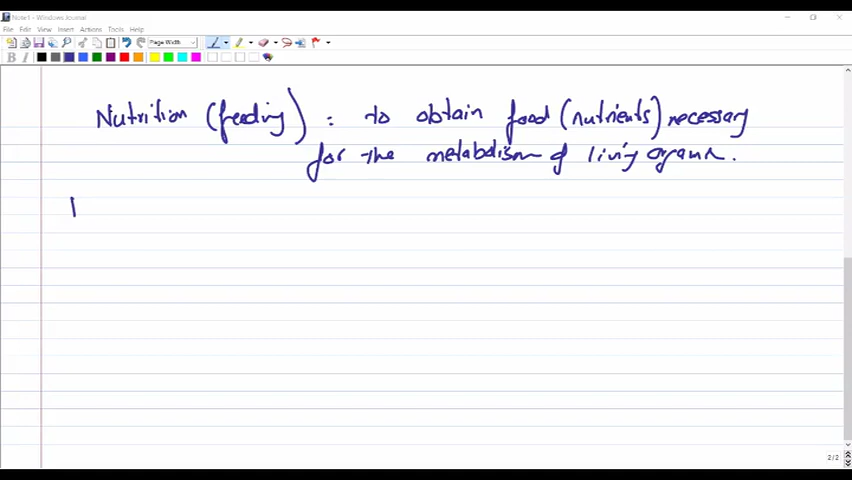 Note1 - Windows Journal
File Edit View Insert Actions Tools Help
Page Width
B I
Nutrition (feeding) : to obtain food (nutrients) necessary
for the metabolism of living
2/2